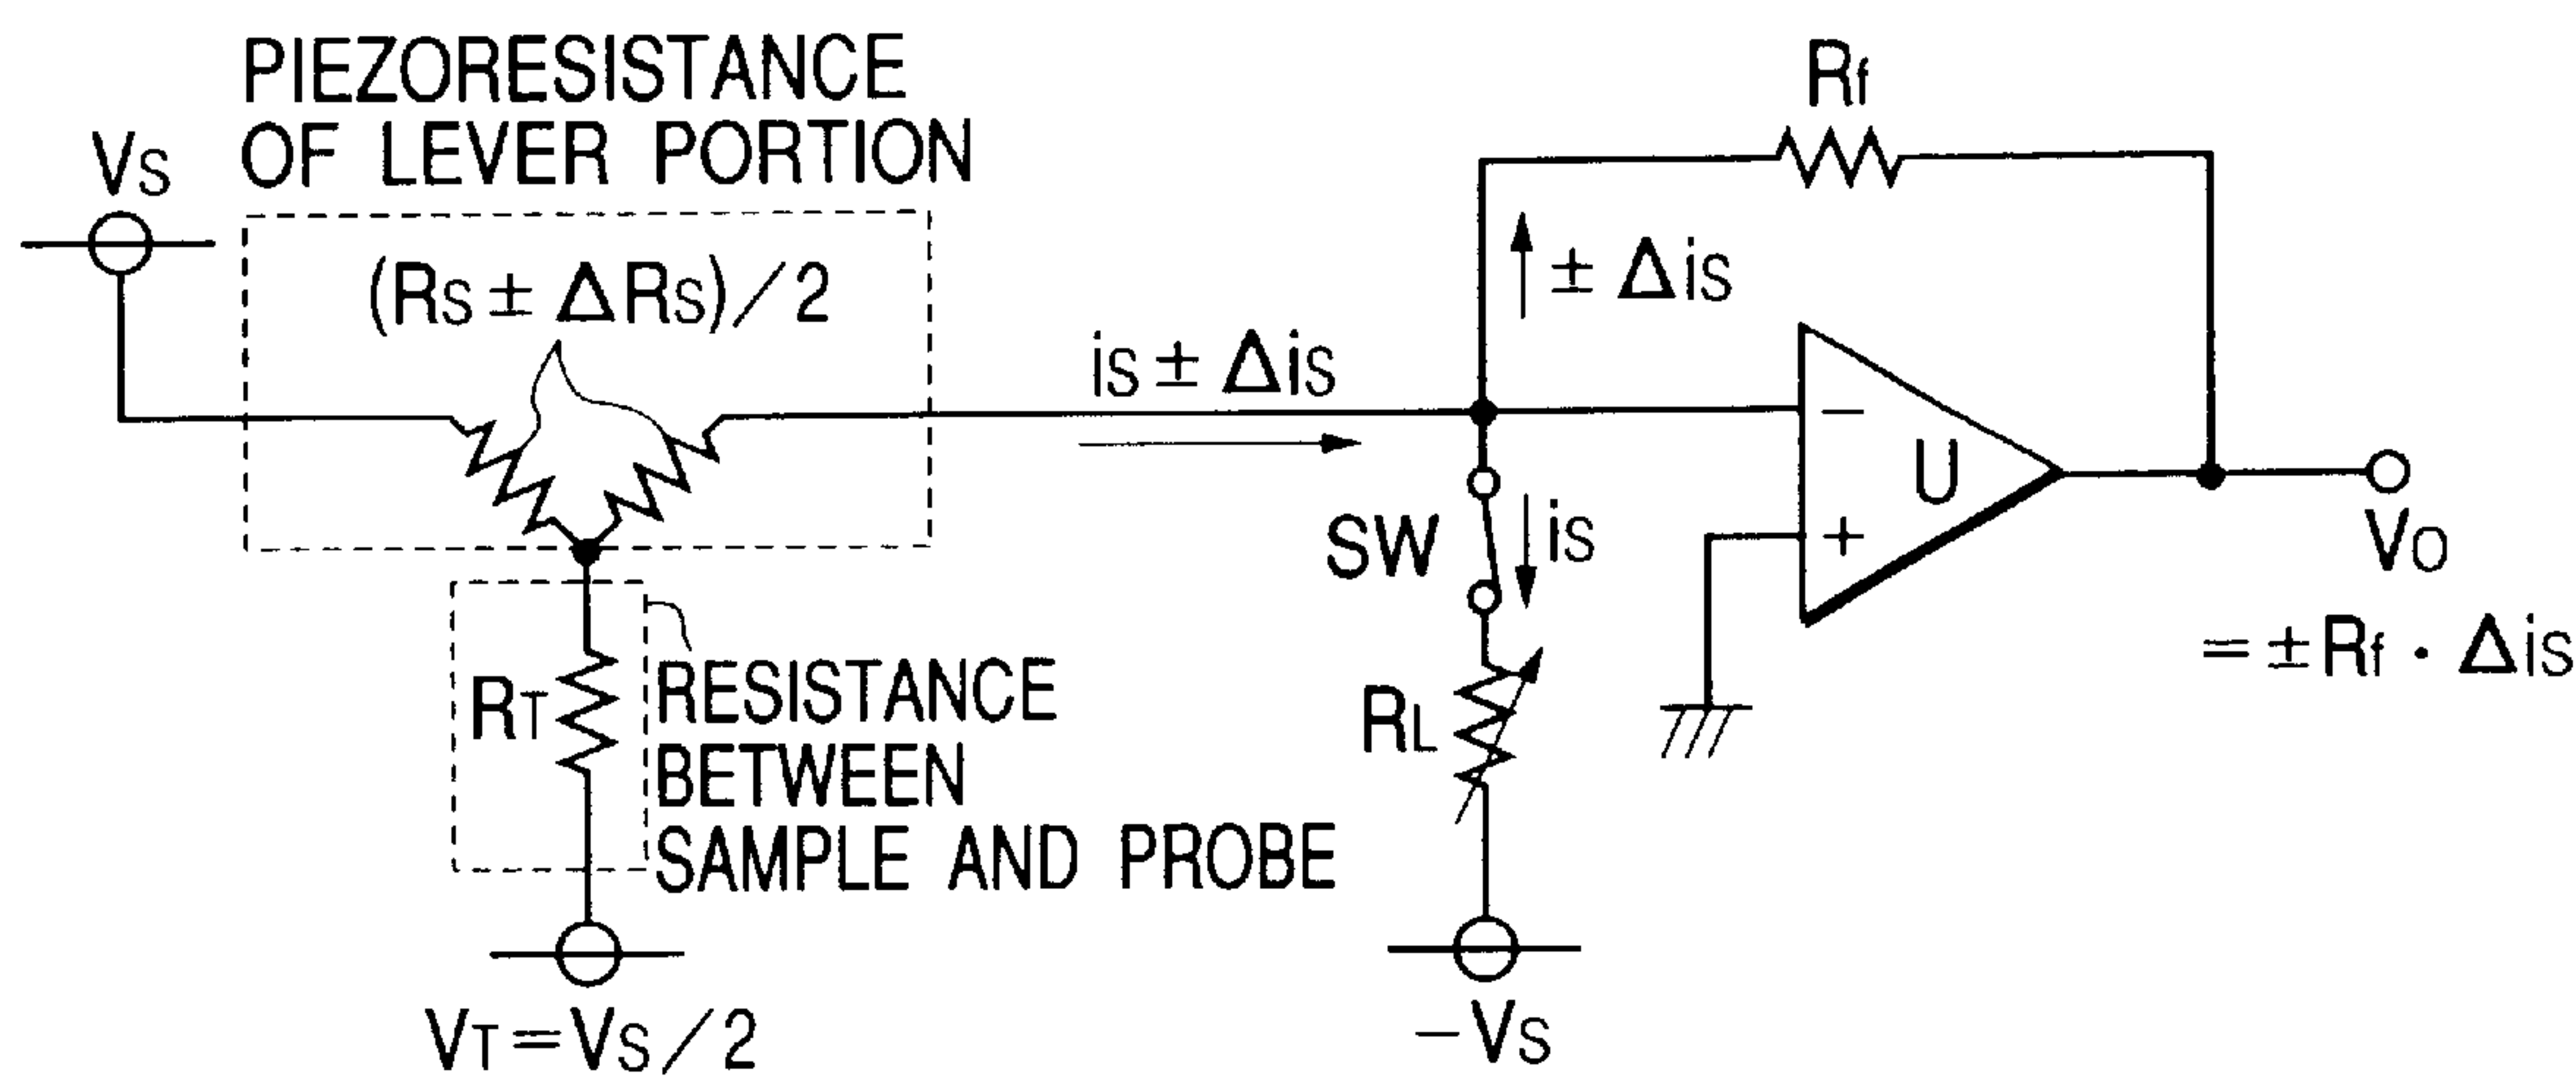 PIEZORESISTANCE
OF LEVER PORTION
VS
(RS ± ΔRS)/2
iS ± ΔiS
Rf
± ΔiS
−
U
+
SW
iS
VO
= ±Rf · ΔiS
RT
RESISTANCE
BETWEEN
SAMPLE AND PROBE
RL
VT=VS/2
−VS